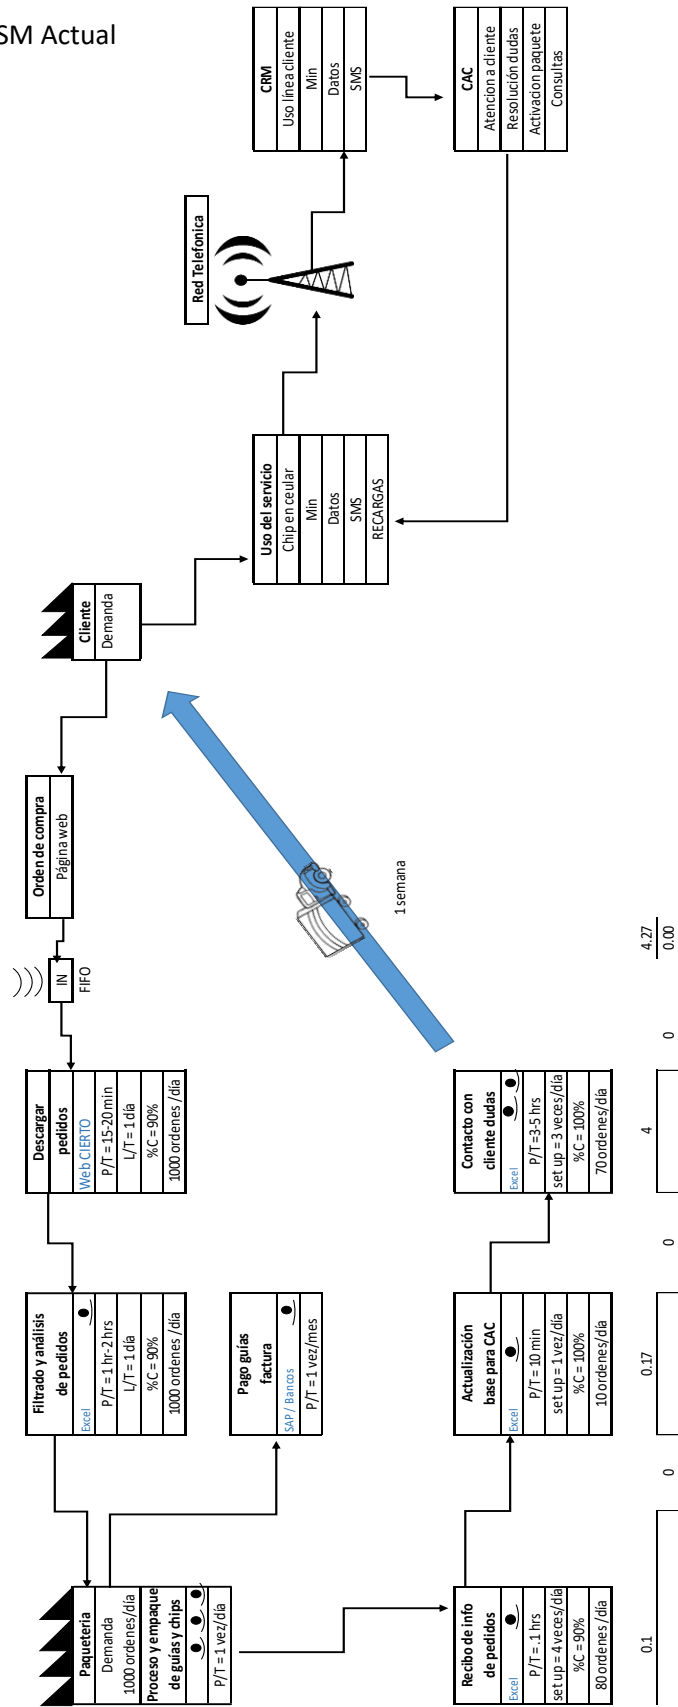 SM Actual
Paqueteria
Demanda
1000 ordenes/día
Proceso y empaque
de guías y chips
P/T = 1 vez/día
Filtrado y análisis
de pedidos
Excel
P/T = 1 hr-2 hrs
L/T = 1 día
%C = 90%
1000 ordenes /día
Descargar
pedidos
Web CIERTO
P/T = 15-20 min
L/T = 1 día
%C = 90%
1000 ordenes /día
IN
FIFO
Orden de compra
Página web
Cliente
Demanda
Pago guías
factura
SAP / Bancos
P/T = 1 vez/mes
Uso del servicio
Chip en ceular
Min
Datos
SMS
RECARGAS
Red Telefonica
CRM
Uso línea cliente
Min
Datos
SMS
CAC
Atencion a cliente
Resolución dudas
Activacion paquete
Consultas
1 semana
Recibo de info
de pedidos
Excel
P/T = .1 hrs
set up = 4 veces/día
%C = 90%
80 ordenes /día
Actualización
base para CAC
Excel
P/T = 10 min
set up = 1 vez/día
%C = 100%
10 ordenes/día
Contacto con
cliente dudas
Excel
P/T =3-5 hrs
set up = 3 veces/día
%C = 100%
70 ordenes/día
0.1
0
0.17
0
4
0
4.27
0.00